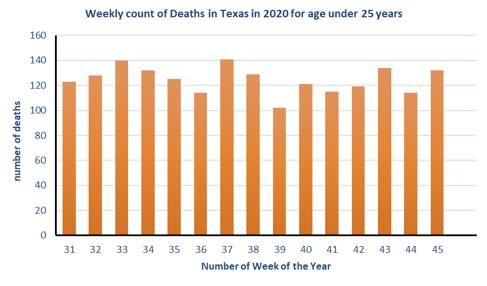 Weekly count of Deaths in Texas in 2020 for age under 25 years
160
140
120
100
80
60
40
20
0
number of deaths
31 32 33 34 35 36 37 38 39 40 41 42 43 44 45
Number of Week of the Year